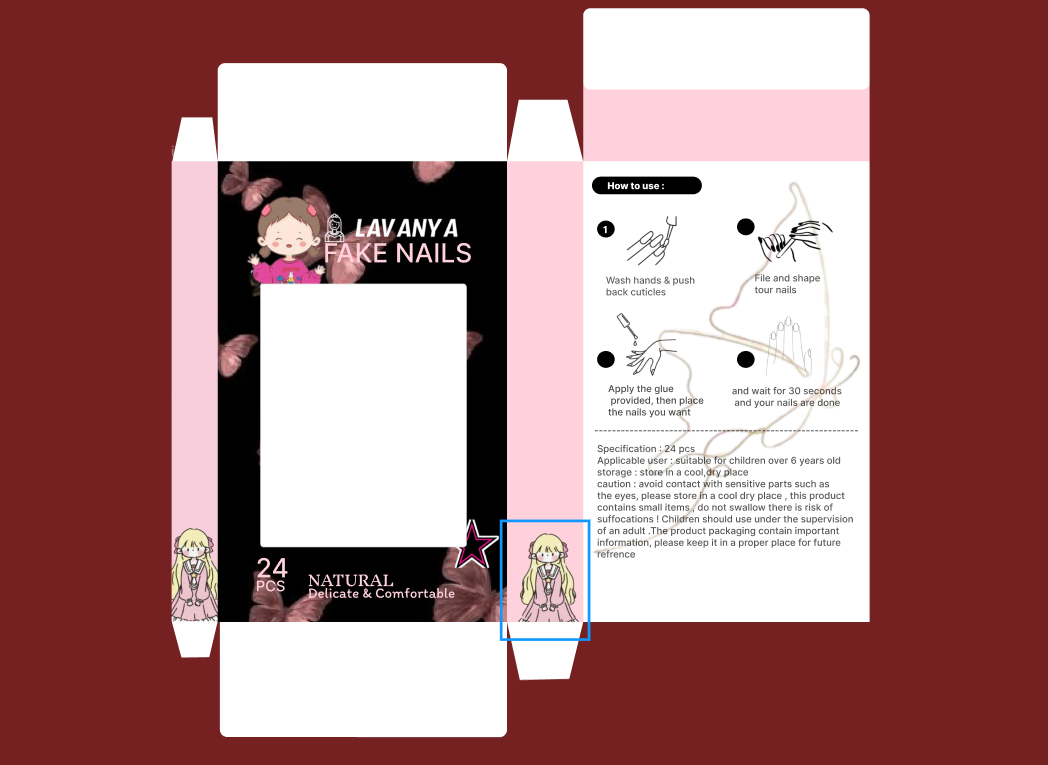 LAVANYA
FAKE NAILS
24
PCS
NATURAL
Delicate & Comfortable
How to use :
1
Wash hands & push
back cuticles
File and shape
tour nails
Apply the glue
provided, then place
the nails you want
and wait for 30 seconds
and your nails are done
Specification : 24 pcs
Applicable user : suitable for children over 6 years old
storage : store in a cool,dry place
caution : avoid contact with sensitive parts such as
the eyes, please store in a cool dry place , this product
contains small items , do not swallow there is risk of
suffocations ! Children should use under the supervision
of an adult .The product packaging contain important
information, please keep it in a proper place for future
refrence